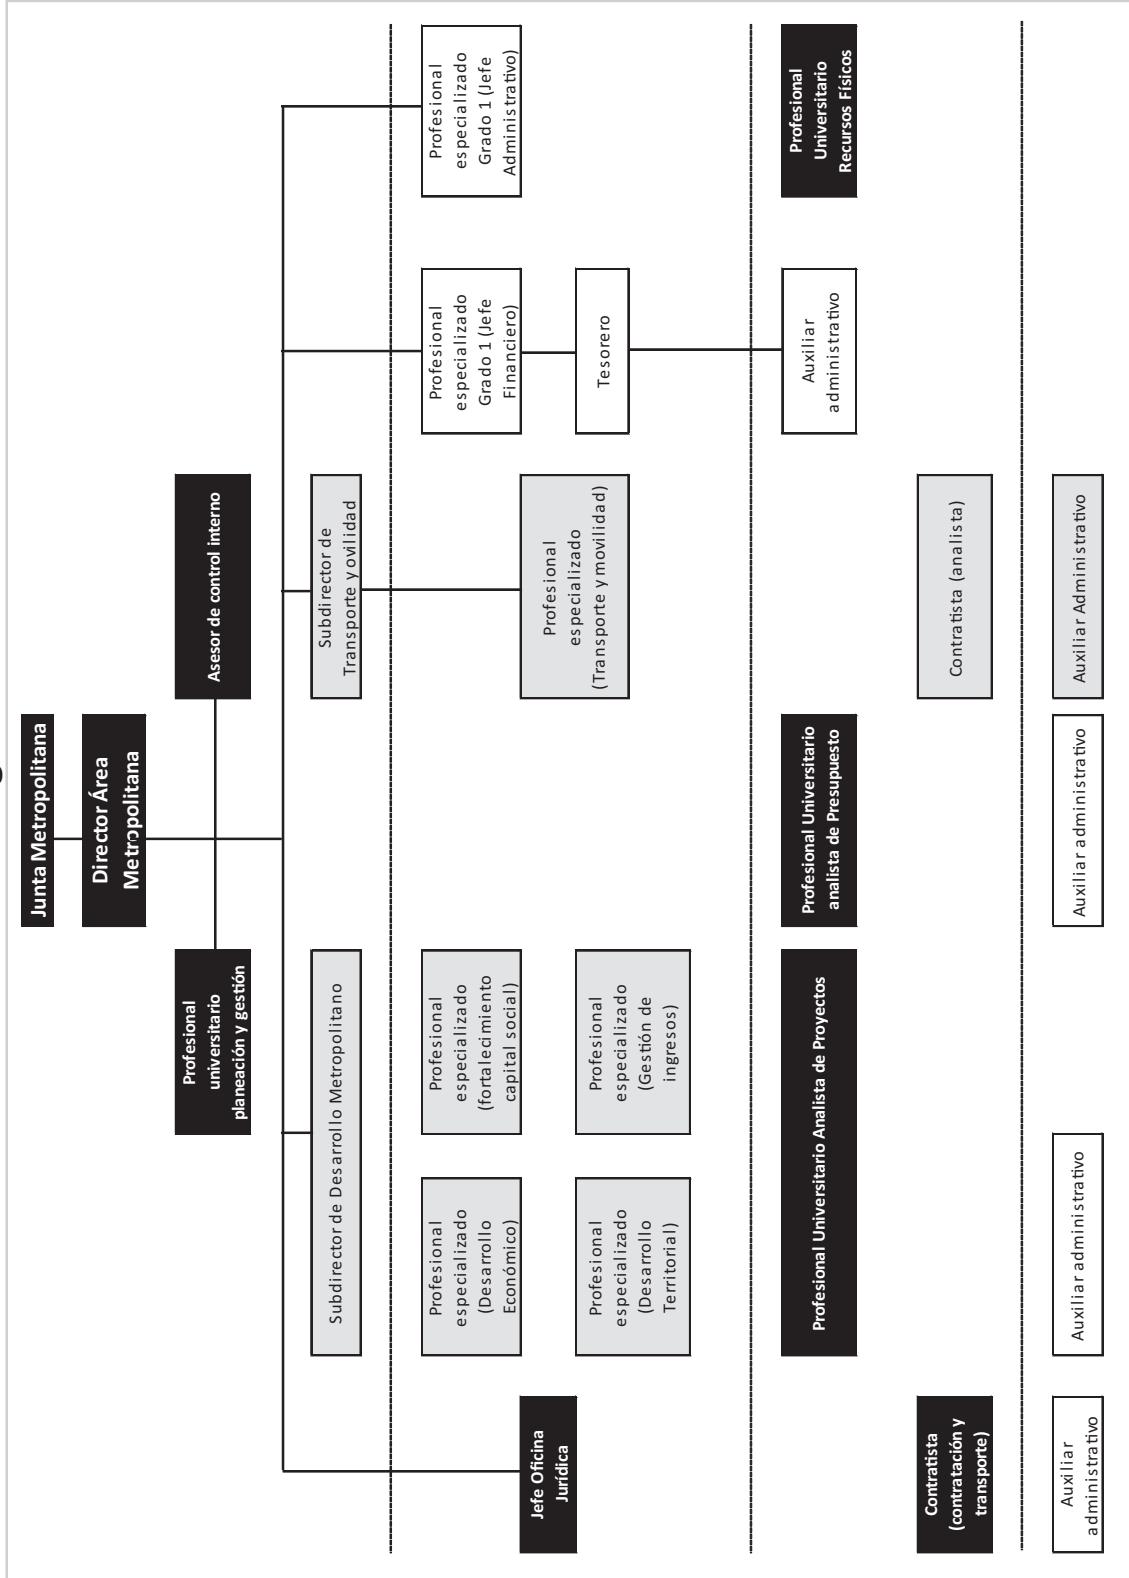 Junta Metropolitana
Director Área
Metropolitana
Profesional
universitario
planeación y gestión
Asesor de control interno
Subdirector de Desarrollo Metropolitano
Subdirector de
Transporte y ovilidad
Profesional
especializado
(Desarrollo
Económico)
Profesional
especializado
(fortalecimiento
capital social)
Profesional
especializado
Grado 1 (Jefe
Financiero)
Profesional
especializado
Grado 1 (Jefe
Administrativo)
Jefe Oficina
Jurídica
Profesional
especializado
(Desarrollo
Territorial)
Profesional
especializado
(Gestión de
ingresos)
Profesional
especializado
(Transporte y movilidad)
Tesorero
Profesional Universitario Analista de Proyectos
Profesional Universitario
analista de Presupuesto
Auxiliar
administrativo
Profesional
Universitario
Recursos Físicos
Contratista
(contratación y
transporte)
Contratista (analista)
Auxiliar
administrativo
Auxiliar administrativo
Auxiliar administrativo
Auxiliar Administrativo